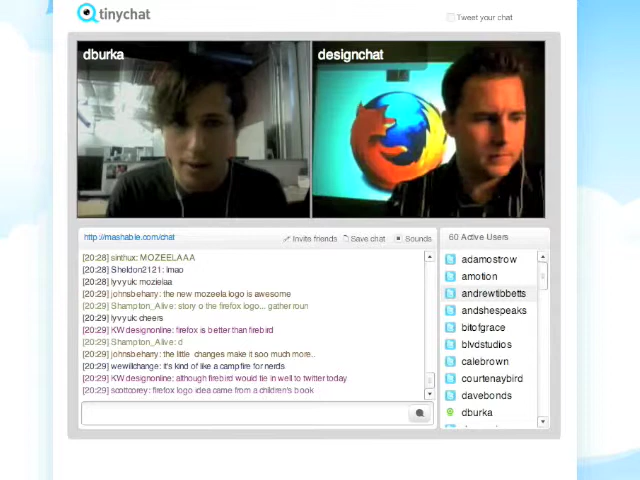 tinychat
Tweet your chat
dburka
designchat
http://mashable.com/chat
Invite friends
Save chat
Sounds
60 Active Users
[20:28] sinthux: MOZEELAAA
[20:28] Sheldon2121: lmao
[20:28] lyvyuk: mozielaa
[20:29] johnsbeharry: the new mozeela logo is awesome
[20:29] Shampton_Alive: story o the firefox logo... gather roun
[20:29] lyvyuk: cheers
[20:29] KW designonline: firefox is better than firebird
[20:29] Shampton_Alive: d
[20:29] johnsbeharry: the little changes make it soo much more..
[20:29] wewillchange: it's kind of like a campfire for nerds
[20:29] KW designonline: although firebird would tie in well to twitter today
[20:29] scottcorey: firefox logo idea came from a children's book
adamostrow
amotion
andrewtibbetts
andshespeaks
bitofgrace
blvdstudios
calebrown
courtenaybird
davebonds
dburka